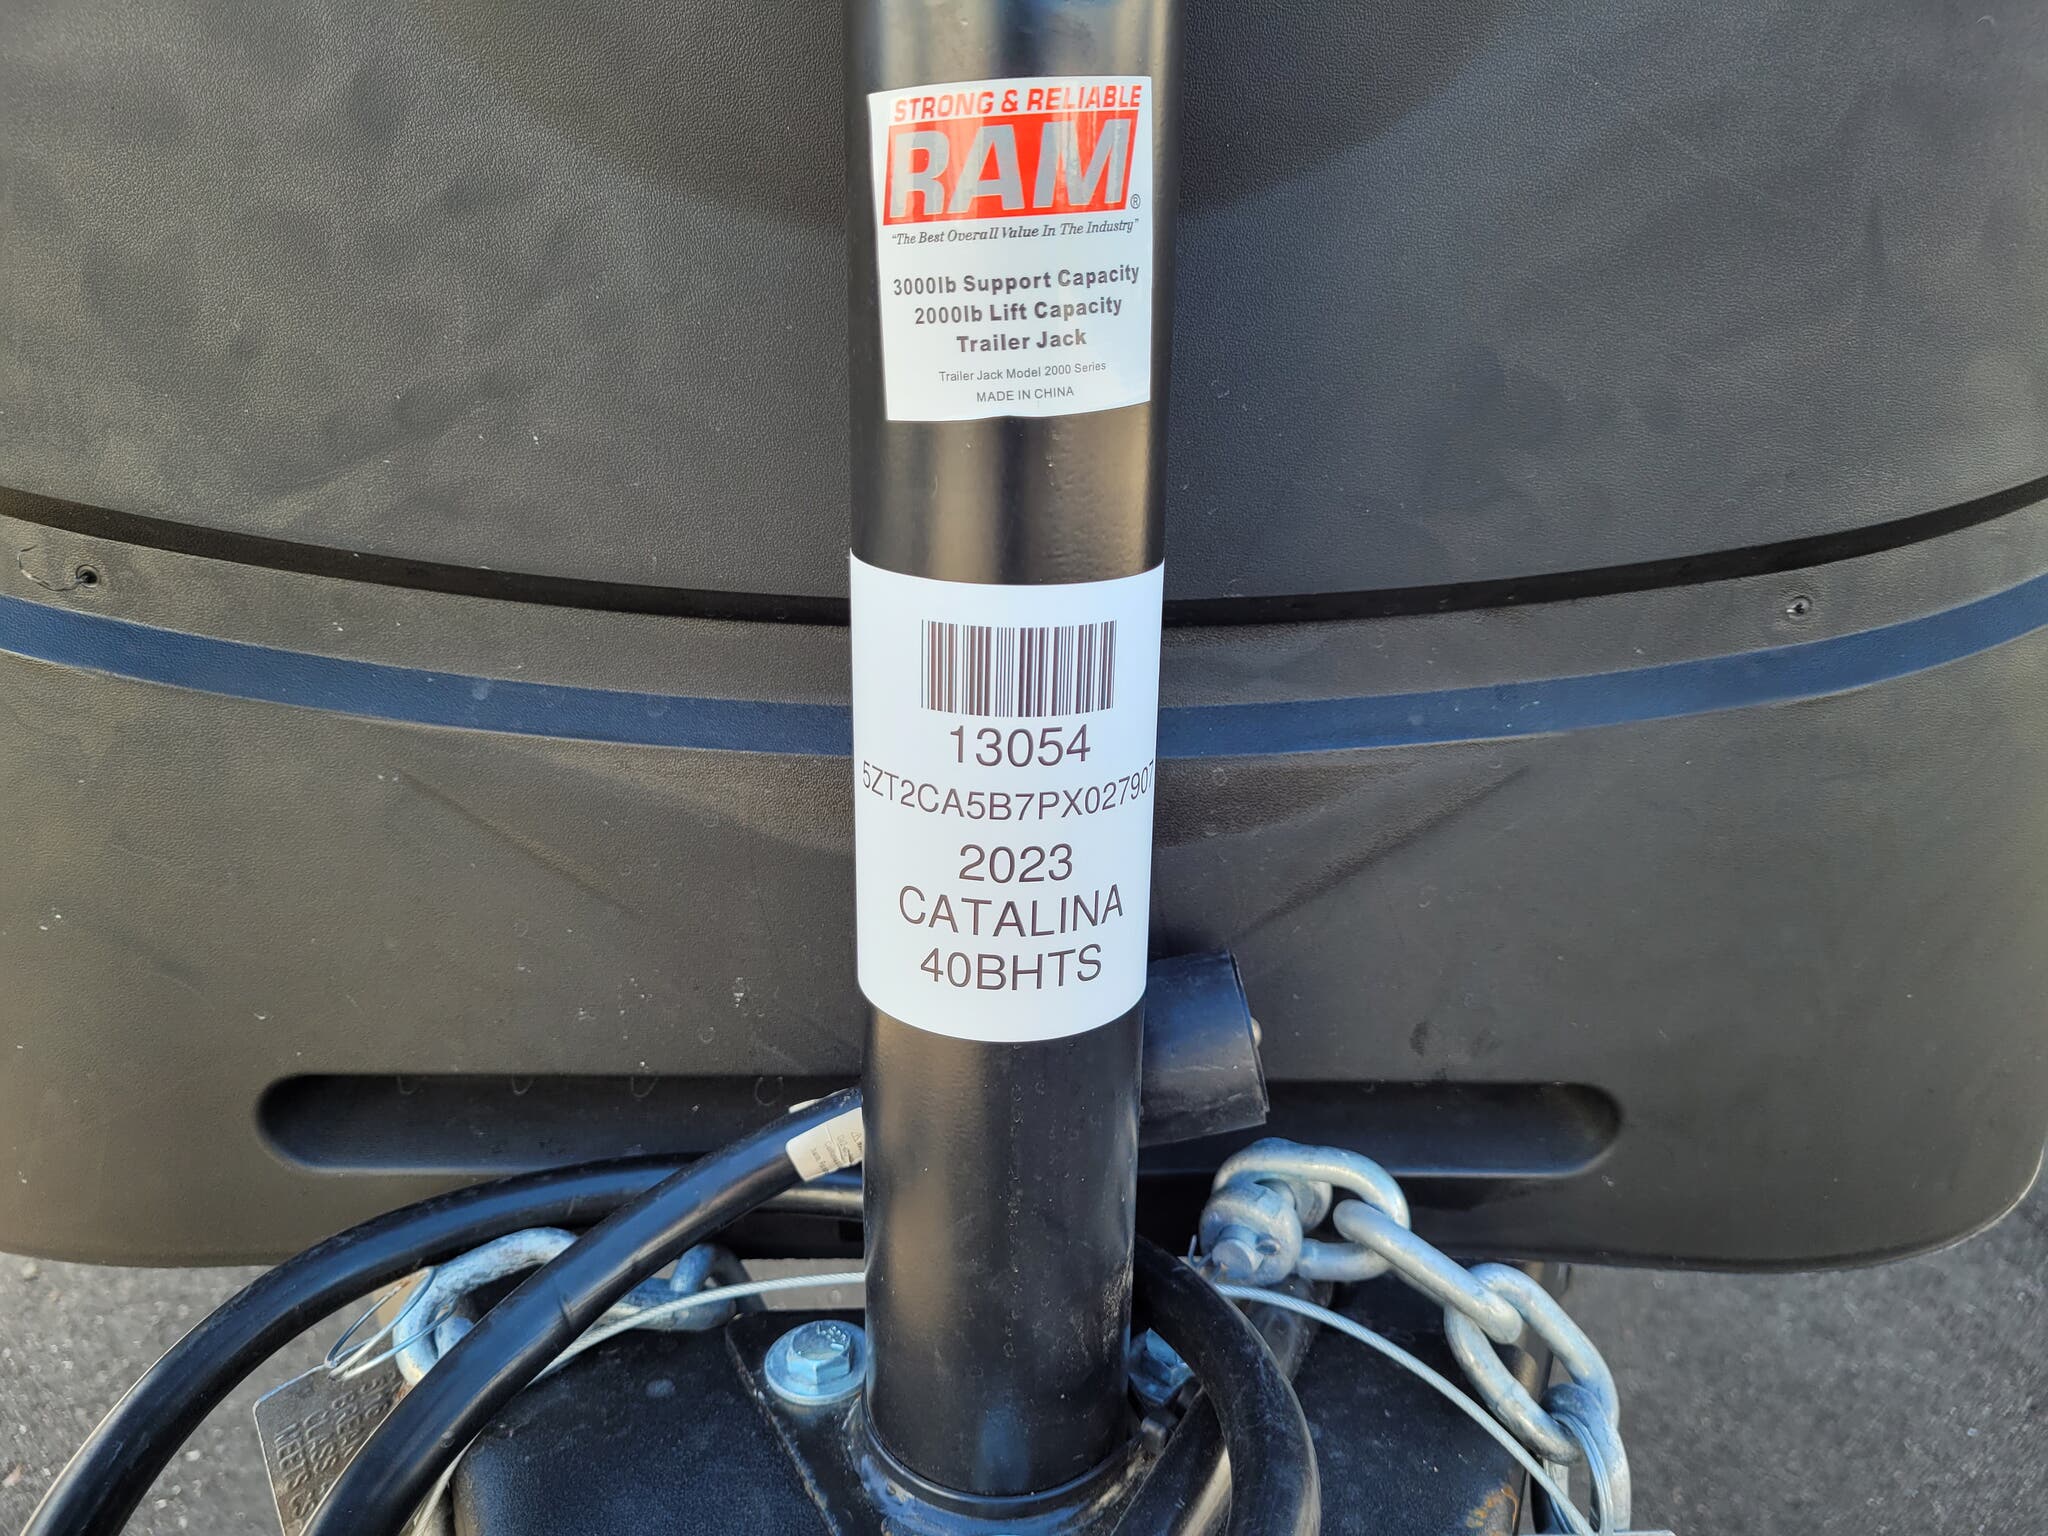 STRONG & RELIABLE
RAM®
"The Best Overall Value In The Industry"
3000lb Support Capacity
2000lb Lift Capacity
Trailer Jack
Trailer Jack Model 2000 Series
MADE IN CHINA
13054
5ZT2CA5B7PX027907
2023
CATALINA
40BHTS